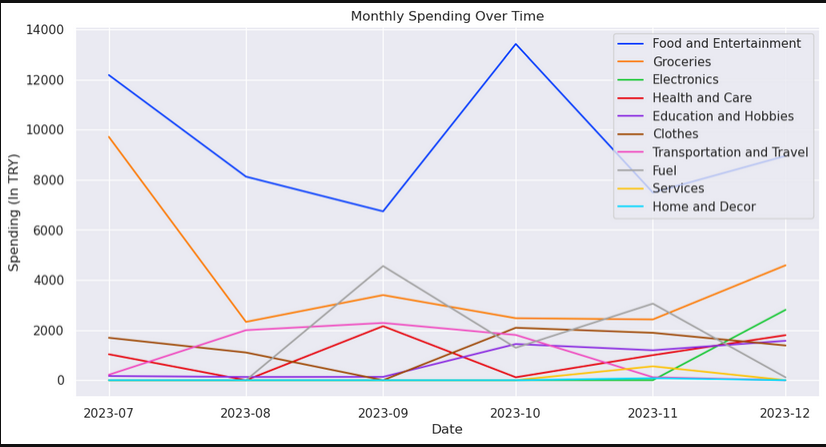 Monthly Spending Over Time
14000
12000
10000
8000
6000
4000
2000
0
Spending (In TRY)
Food and Entertainment
Groceries
Electronics
Health and Care
Education and Hobbies
Clothes
Transportation and Travel
Fuel
Services
Home and Decor
2023-07 2023-08 2023-09 2023-10 2023-11 2023-12
Date